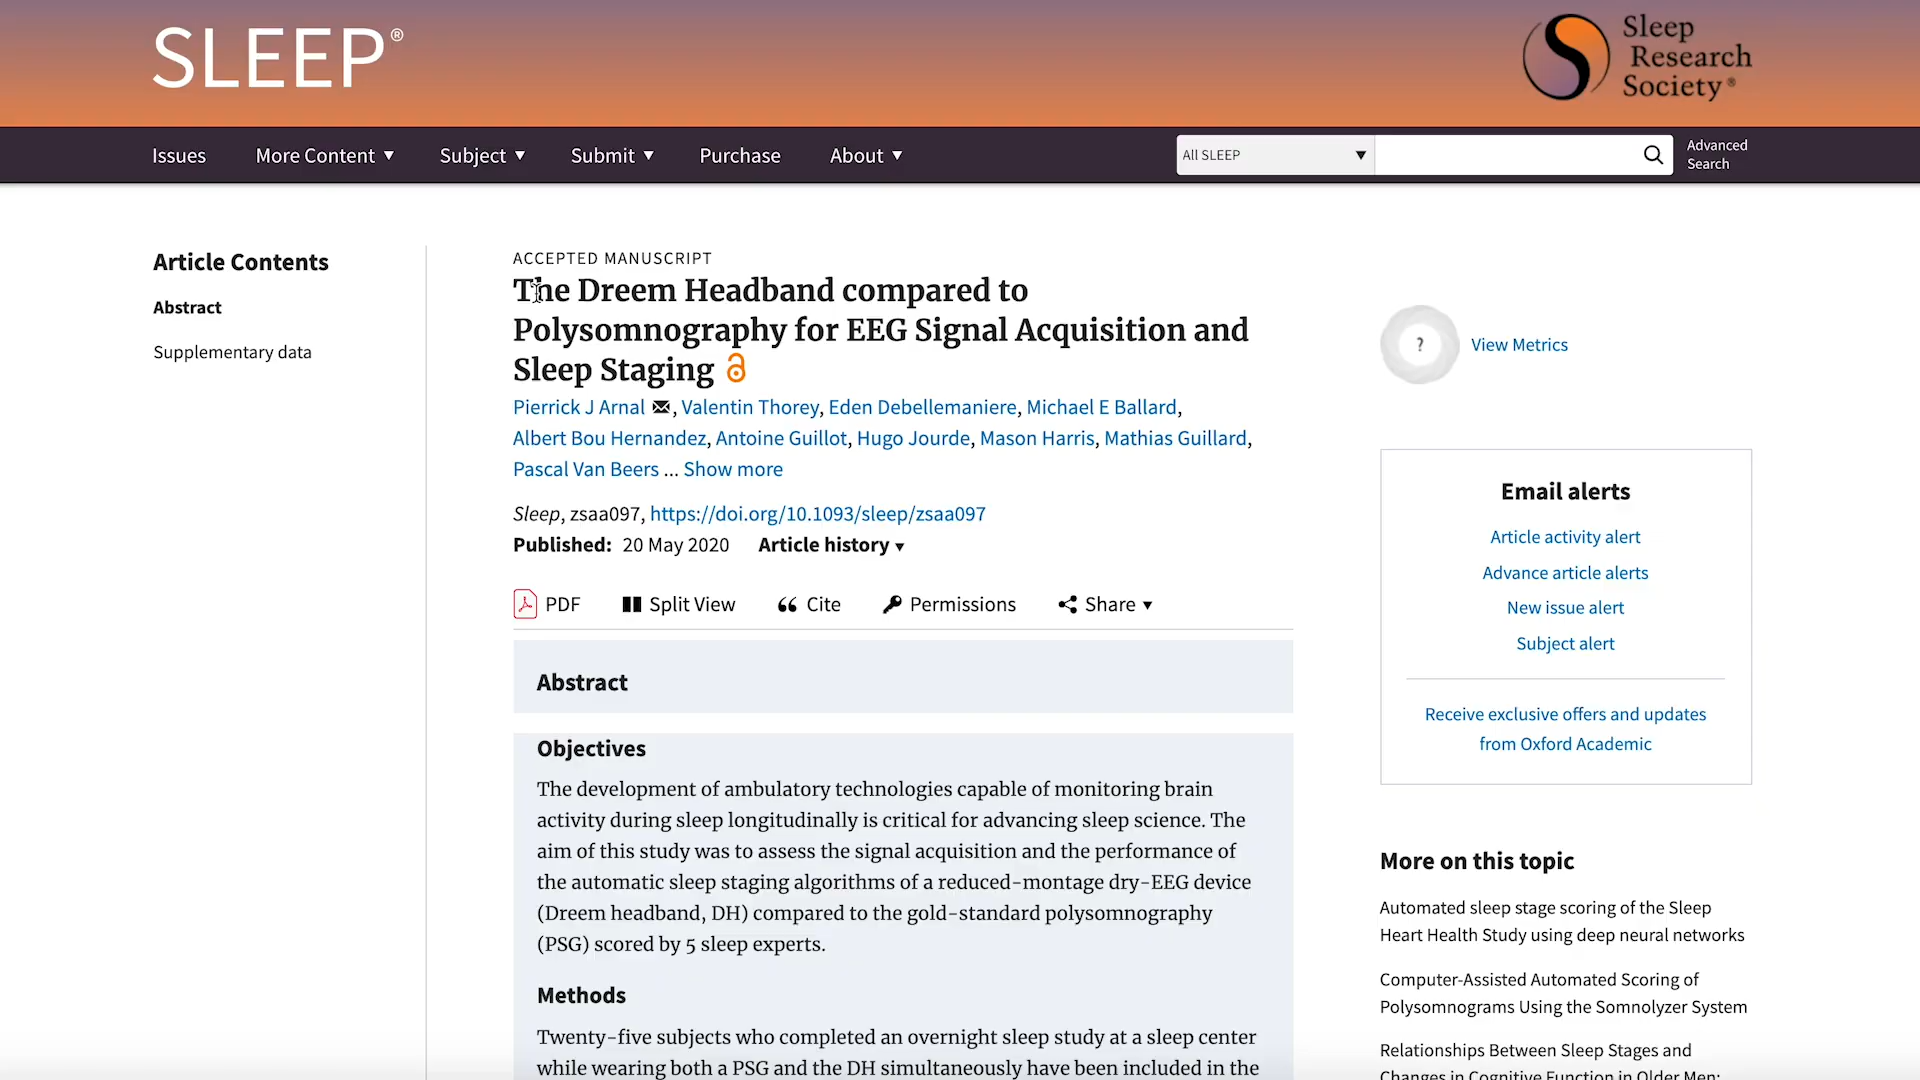 SLEEP®
Sleep
Research
Society®
Issues
More Content ▼
Subject ▼
Submit ▼
Purchase
About ▼
All SLEEP ▼
Advanced
Search
Article Contents
Abstract
Supplementary data
ACCEPTED MANUSCRIPT
The Dreem Headband compared to
Polysomnography for EEG Signal Acquisition and
Sleep Staging
Pierrick J Arnal, Valentin Thorey, Eden Debellemaniere, Michael E Ballard,
Albert Bou Hernandez, Antoine Guillot, Hugo Jourde, Mason Harris, Mathias Guillard,
Pascal Van Beers ... Show more
Sleep, zsaa097, https://doi.org/10.1093/sleep/zsaa097
Published: 20 May 2020 Article history ▾
PDF
Split View
Cite
Permissions
Share ▾
Abstract
Objectives
The development of ambulatory technologies capable of monitoring brain
activity during sleep longitudinally is critical for advancing sleep science. The
aim of this study was to assess the signal acquisition and the performance of
the automatic sleep staging algorithms of a reduced-montage dry-EEG device
(Dreem headband, DH) compared to the gold-standard polysomnography
(PSG) scored by 5 sleep experts.
Methods
Twenty-five subjects who completed an overnight sleep study at a sleep center
while wearing both a PSG and the DH simultaneously have been included in the
?
View Metrics
Email alerts
Article activity alert
Advance article alerts
New issue alert
Subject alert
Receive exclusive offers and updates
from Oxford Academic
More on this topic
Automated sleep stage scoring of the Sleep
Heart Health Study using deep neural networks
Computer-Assisted Automated Scoring of
Polysomnograms Using the Somnolyzer System
Relationships Between Sleep Stages and
Changes in Cognitive Function in Older Men: